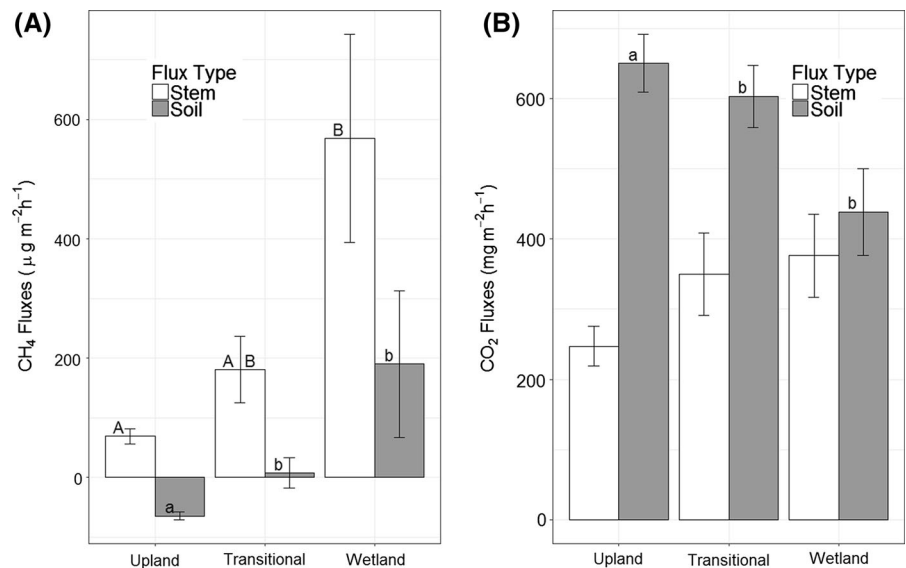 (A)
CH4 Fluxes ( μ g m−2h−1)
600
400
200
0
Flux Type
Stem
Soil
A
a
A B
b
B
b
Upland Transitional Wetland
(B)
CO2 Fluxes (mg m−2h−1)
600
400
200
0
Flux Type
Stem
Soil
a
b
b
Upland Transitional Wetland